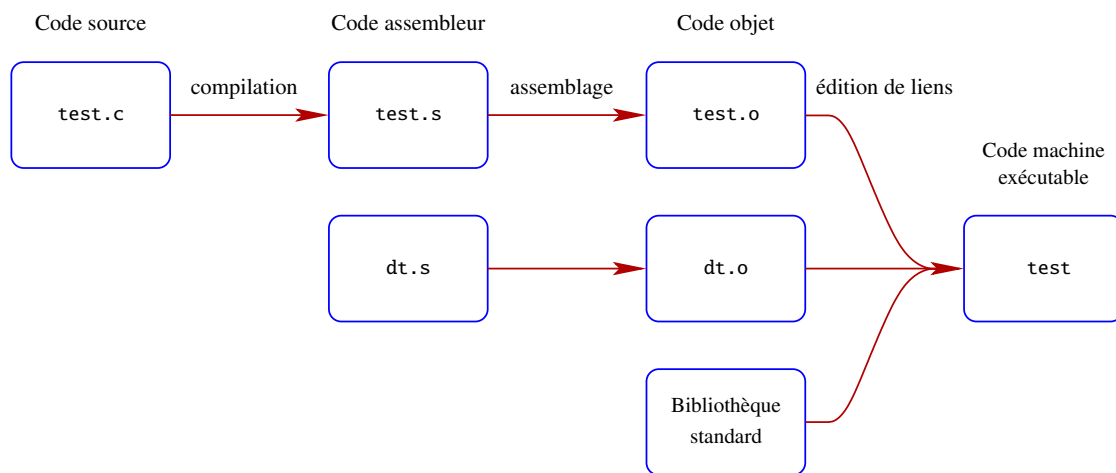 Code source
Code assembleur
Code objet
compilation
assemblage
édition de liens
test.c
test.s
test.o
Code machine
exécutable
dt.s
dt.o
test
Bibliothèque
standard